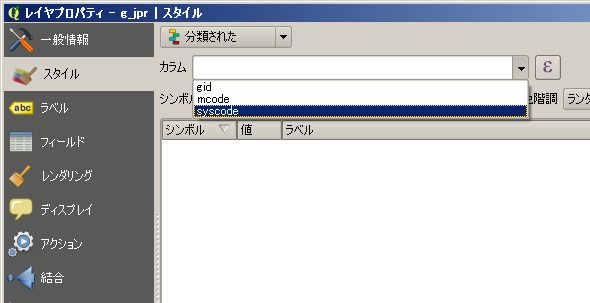 レイヤプロパティ - g_jpr | スタイル
一般情報
分類された
スタイル
カラム
ε
gid
mcode
syscode
abc ラベル
シンボル
階調
ラン
シンボル 値 ラベル
フィールド
レンダリング
ディスプレイ
アクション
結合